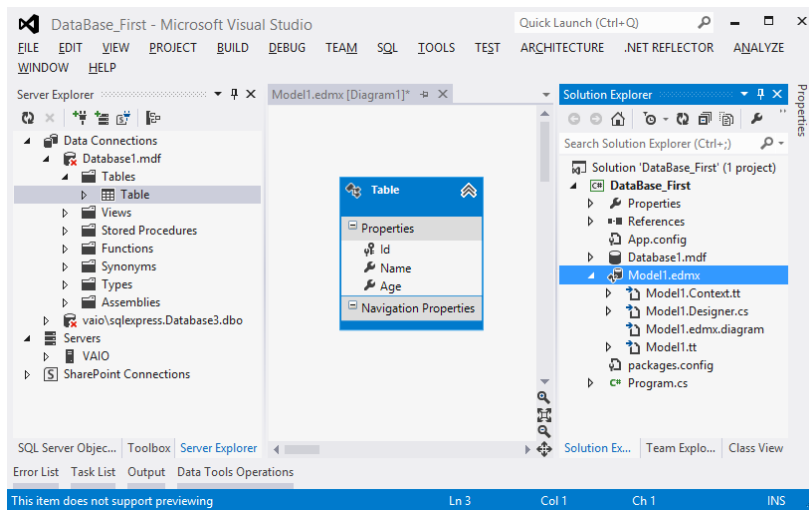 DataBase_First - Microsoft Visual Studio
Quick Launch (Ctrl+Q)
FILE EDIT VIEW PROJECT BUILD DEBUG TEAM SQL TOOLS TEST ARCHITECTURE .NET REFLECTOR ANALYZE
WINDOW HELP
Server Explorer
Data Connections
Database1.mdf
Tables
Table
Views
Stored Procedures
Functions
Synonyms
Types
Assemblies
vaio\sqlexpress.Database3.dbo
Servers
VAIO
SharePoint Connections
SQL Server Objec... Toolbox Server Explorer
Model1.edmx [Diagram1]*
Table
Properties
Id
Name
Age
Navigation Properties
Solution Explorer
Search Solution Explorer (Ctrl+;)
Solution 'DataBase_First' (1 project)
C# DataBase_First
Properties
References
App.config
Database1.mdf
Model1.edmx
Model1.Context.tt
Model1.Designer.cs
Model1.edmx.diagram
Model1.tt
packages.config
C# Program.cs
Solution Ex... Team Explo... Class View
Properties
Error List Task List Output Data Tools Operations
This item does not support previewing Ln 3 Col 1 Ch 1 INS